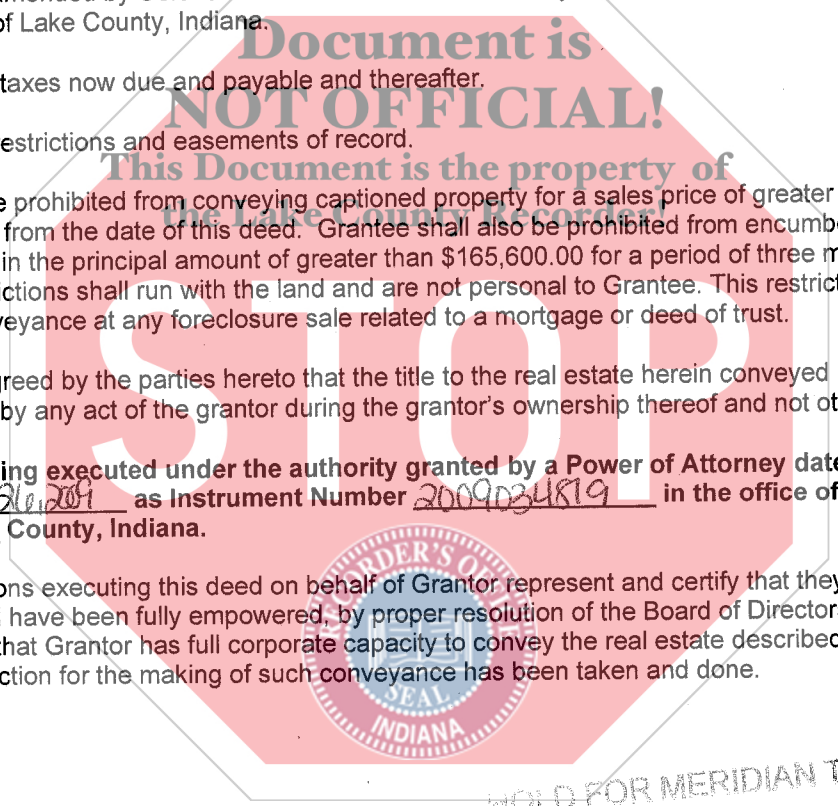 of Lake County, Indiana.
Document is
taxes now due and payable and thereafter.
NOT OFFICIAL!
estrictions and easements of record.
This Document is the property of
e prohibited from conveying captioned property for a sales price of greater
the Lake County Recorder!
from the date of this deed. Grantee shall also be prohibited from encumb
in the principal amount of greater than $165,600.00 for a period of three m
ictions shall run with the land and are not personal to Grantee. This restrict
veyance at any foreclosure sale related to a mortgage or deed of trust.
STOP
greed by the parties hereto that the title to the real estate herein conveyed
by any act of the grantor during the grantor's ownership thereof and not ot
ing executed under the authority granted by a Power of Attorney date
26, 2009 as Instrument Number 2009034819 in the office of
County, Indiana.
ons executing this deed on behalf of Grantor represent and certify that they
have been fully empowered, by proper resolution of the Board of Director
that Grantor has full corporate capacity to convey the real estate described
ction for the making of such conveyance has been taken and done.
RECORDER'S OFFICE
SEAL
INDIANA
HOLD FOR MERIDIAN T